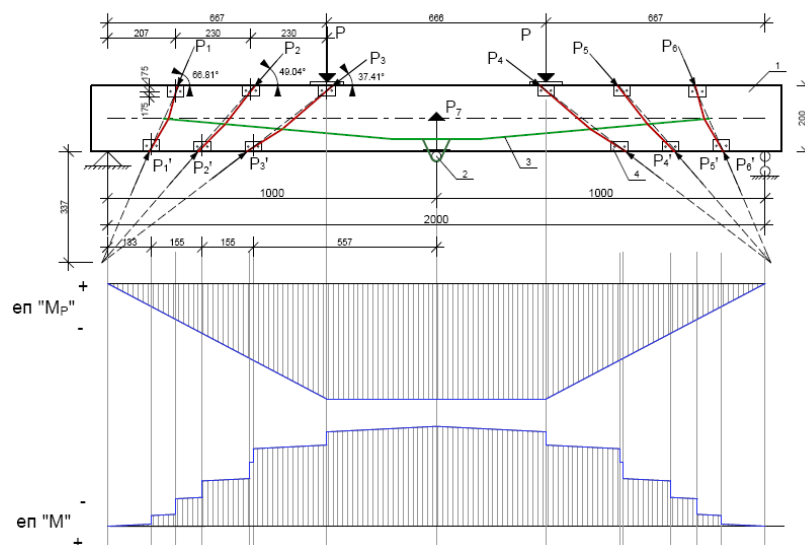 667 666 667
207 230 230
P P
P1 P2 P3 P4 P5 P6
66.81° 49.04° 37.41°
1
175
175
200
P7
P1' P2' P3' 2 3 4 P4' P5' P6'
337
1000 1000
2000
133 155 155 557
+
еп "MP"
-
-
еп "M"
+